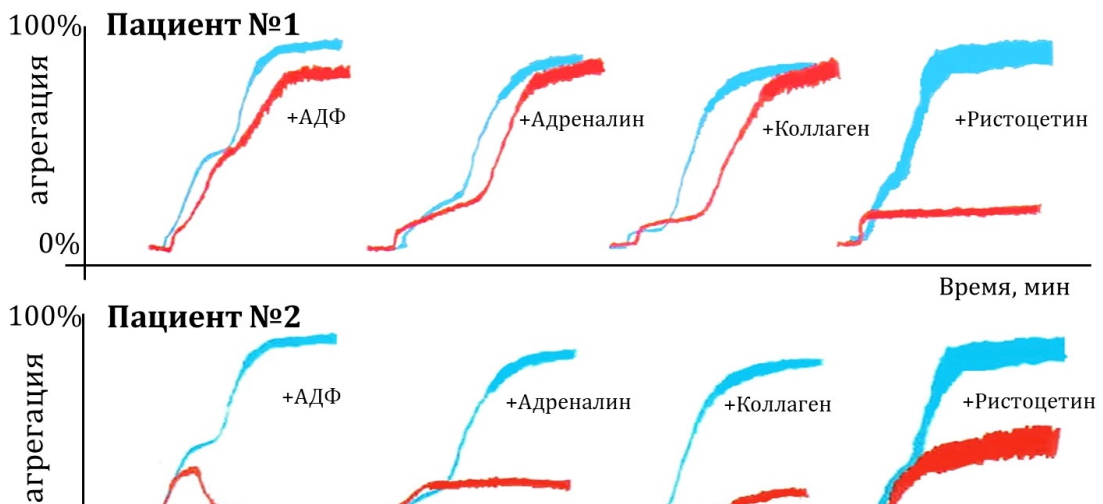 100%
Пациент №1
агрегация
+АДФ
+Адреналин
+Коллаген
+Ристоцетин
0%
Время, мин
100%
Пациент №2
агрегация
+АДФ
+Адреналин
+Коллаген
+Ристоцетин